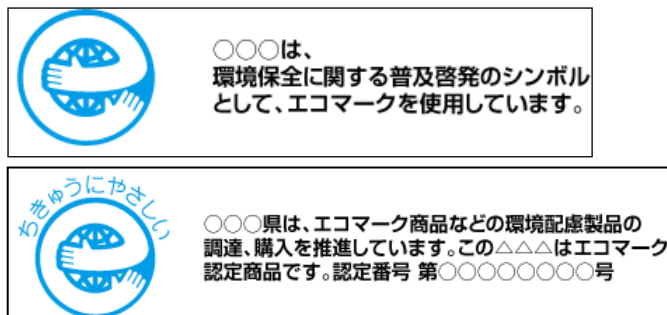 ○○○は、
環境保全に関する普及啓発のシンボル
として、エコマークを使用しています。
ちきゅうにやさしい
○○○県は、エコマーク商品などの環境配慮製品の
調達、購入を推進しています。この△△△はエコマーク
認定商品です。認定番号 第○○○○○○○○号